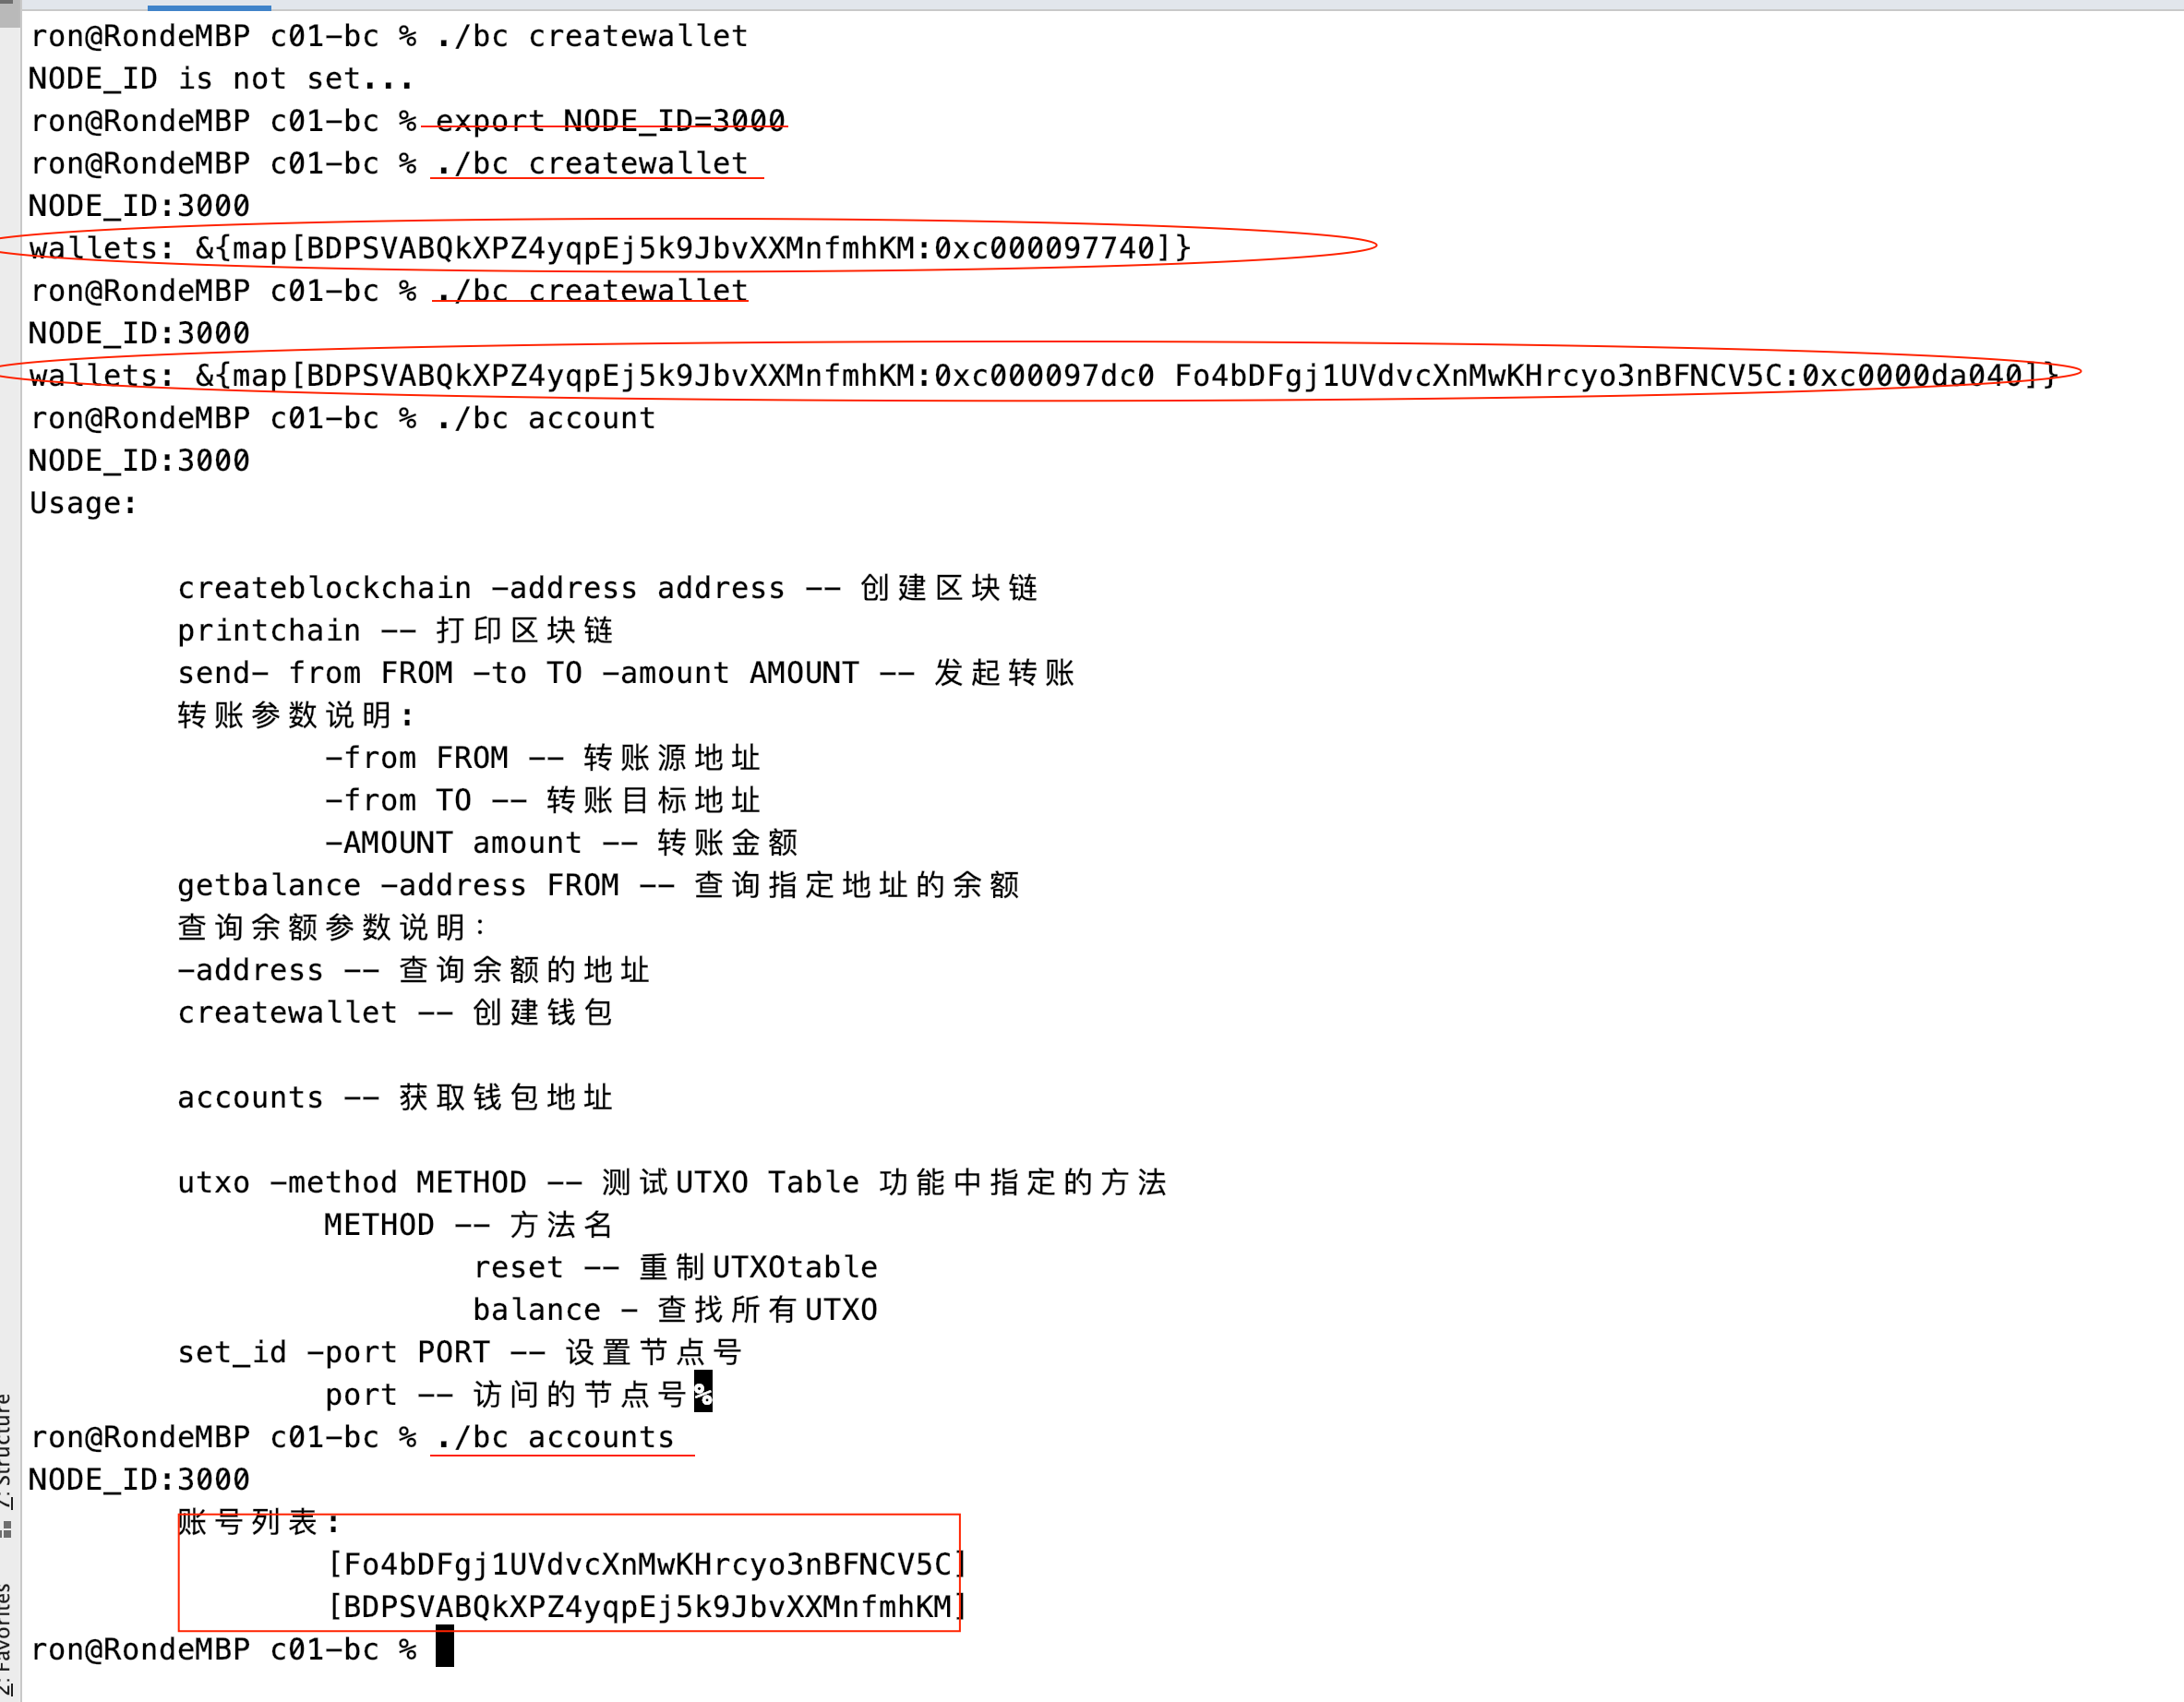 ron@RondeMBP c01-bc % ./bc createwallet
NODE_ID is not set...
ron@RondeMBP c01-bc % export NODE_ID=3000
ron@RondeMBP c01-bc % ./bc createwallet
NODE_ID:3000
wallets: &{map[BDPSVABQkXPZ4yqpEj5k9JbvXXMnfmhKM:0xc000097740]}
ron@RondeMBP c01-bc % ./bc createwallet
NODE_ID:3000
wallets: &{map[BDPSVABQkXPZ4yqpEj5k9JbvXXMnfmhKM:0xc000097dc0 Fo4bDFgj1UVdvcXnMwKHrcyo3nBFNCV5C:0xc0000da040]}
ron@RondeMBP c01-bc % ./bc account
NODE_ID:3000
Usage:
createblockchain -address address -- 创建区块链
printchain -- 打印区块链
send- from FROM -to TO -amount AMOUNT -- 发起转账
转账参数说明:
-from FROM -- 转账源地址
-from TO -- 转账目标地址
-AMOUNT amount -- 转账金额
getbalance -address FROM -- 查询指定地址的余额
查询余额参数说明：
-address -- 查询余额的地址
createwallet -- 创建钱包
accounts -- 获取钱包地址
utxo -method METHOD -- 测试UTXO Table 功能中指定的方法
METHOD -- 方法名
reset -- 重制UTXOtable
balance - 查找所有UTXO
set_id -port PORT -- 设置节点号
port -- 访问的节点号%
ron@RondeMBP c01-bc % ./bc accounts
NODE_ID:3000
账号列表:
[Fo4bDFgj1UVdvcXnMwKHrcyo3nBFNCV5C]
[BDPSVABQkXPZ4yqpEj5k9JbvXXMnfmhKM]
ron@RondeMBP c01-bc %
7: Structure
2: Favorites